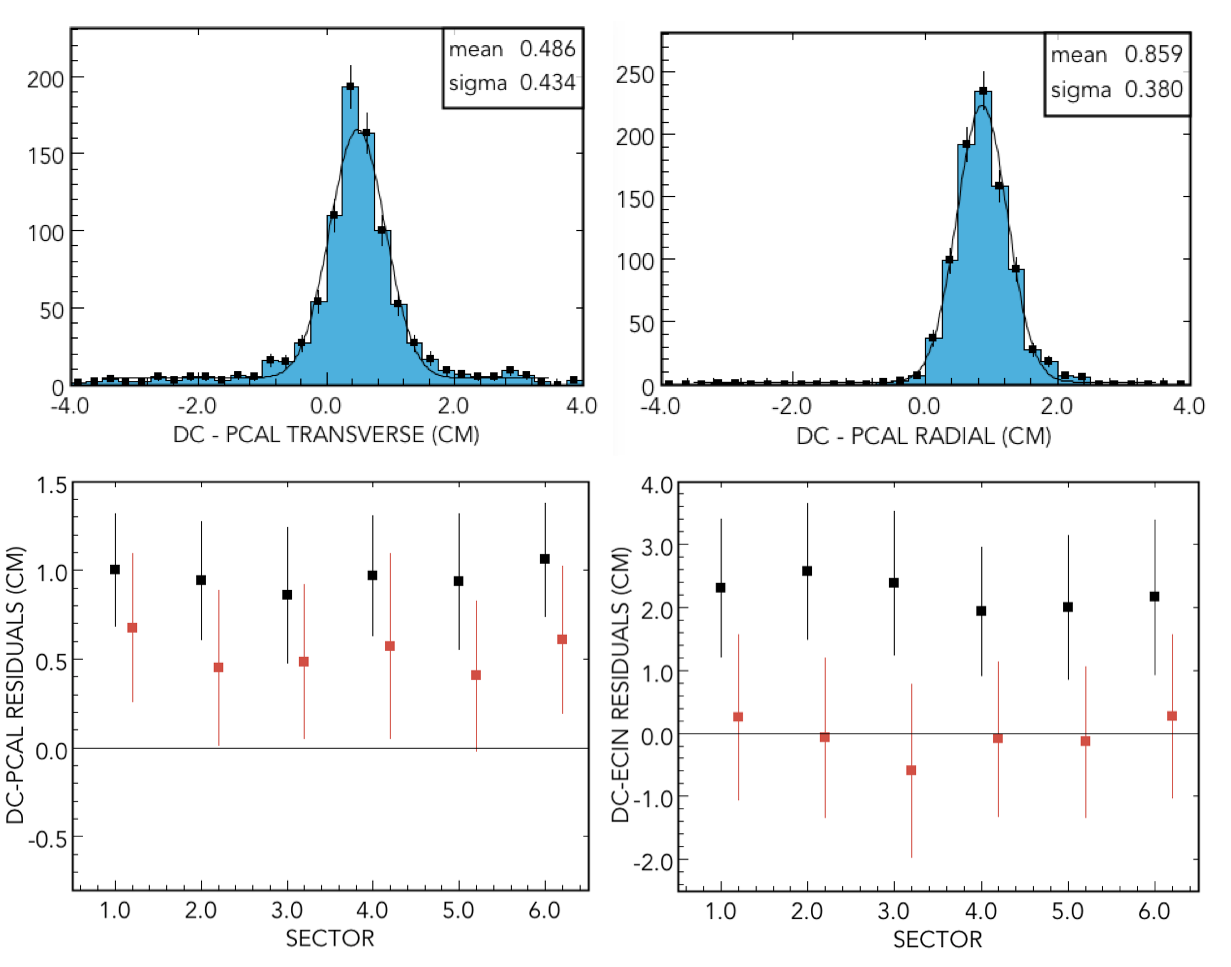 mean 0.486
sigma 0.434
200
150
100
50
0
-4.0 -2.0 0.0 2.0 4.0
DC - PCAL TRANSVERSE (CM)
mean 0.859
sigma 0.380
250
200
150
100
50
0
-4.0 -2.0 0.0 2.0 4.0
DC - PCAL RADIAL (CM)
DC-PCAL RESIDUALS (CM)
1.5
1.0
0.5
0.0
-0.5
1.0 2.0 3.0 4.0 5.0 6.0
SECTOR
DC-ECIN RESIDUALS (CM)
4.0
3.0
2.0
1.0
0.0
-1.0
-2.0
1.0 2.0 3.0 4.0 5.0 6.0
SECTOR